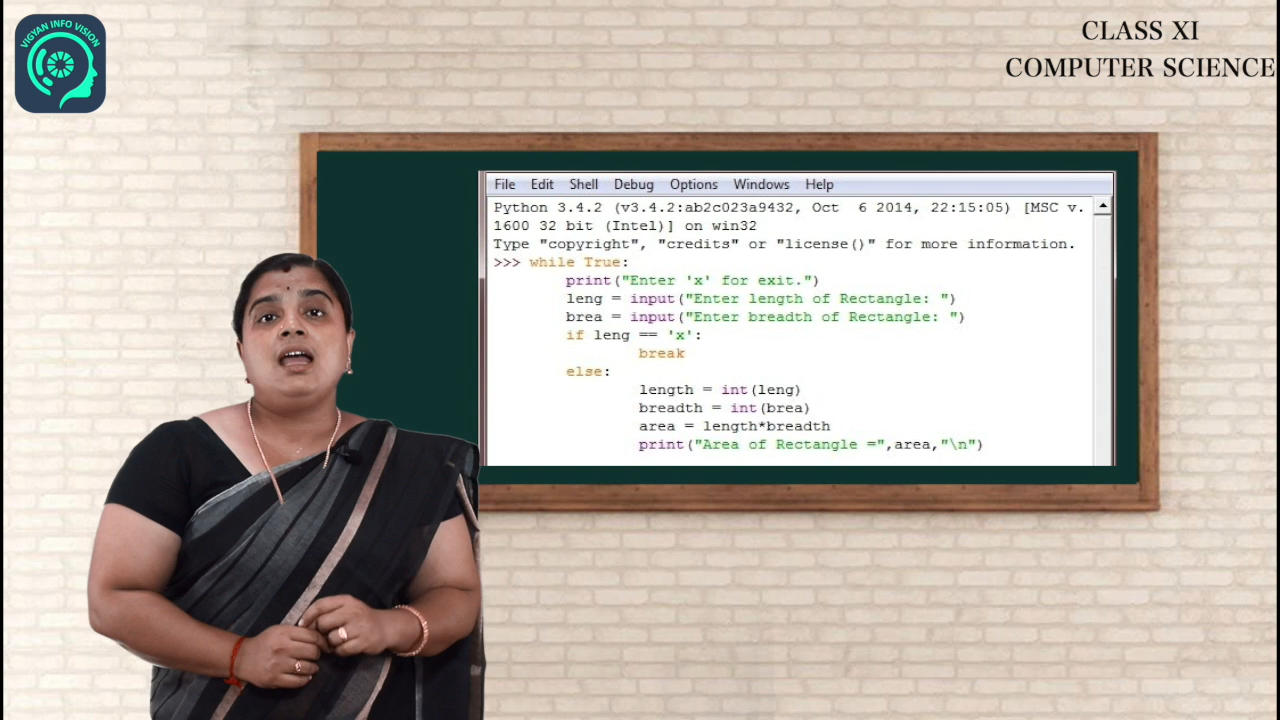 VIGYAN INFO VISION
CLASS XI
COMPUTER SCIENCE
File Edit Shell Debug Options Windows Help
Python 3.4.2 (v3.4.2:ab2c023a9432, Oct  6 2014, 22:15:05) [MSC v.
1600 32 bit (Intel)] on win32
Type "copyright", "credits" or "license()" for more information.
>>> while True:
        print("Enter 'x' for exit.")
        leng = input("Enter length of Rectangle: ")
        brea = input("Enter breadth of Rectangle: ")
        if leng == 'x':
                break
        else:
                length = int(leng)
                breadth = int(brea)
                area = length*breadth
                print("Area of Rectangle =",area,"\n")